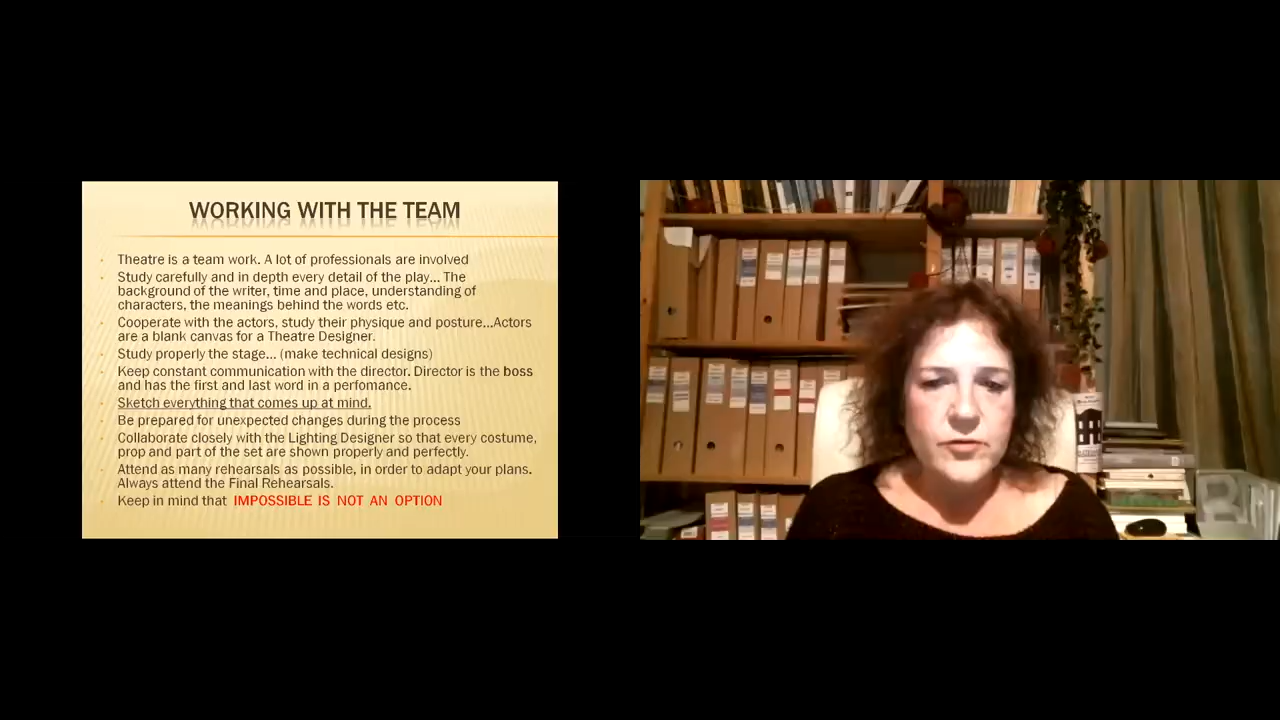 WORKING WITH THE TEAM
Theatre is a team work. A lot of professionals are involved
Study carefully and in depth every detail of the play... The
background of the writer, time and place, understanding of
characters, the meanings behind the words etc.
Cooperate with the actors, study their physique and posture...Actors
are a blank canvas for a Theatre Designer.
Study properly the stage... (make technical designs)
Keep constant communication with the director. Director is the boss
and has the first and last word in a perfomance.
Sketch everything that comes up at mind.
Be prepared for unexpected changes during the process
Collaborate closely with the Lighting Designer so that every costume,
prop and part of the set are shown properly and perfectly.
Attend as many rehearsals as possible, in order to adapt your plans.
Always attend the Final Rehearsals.
Keep in mind that IMPOSSIBLE IS NOT AN OPTION